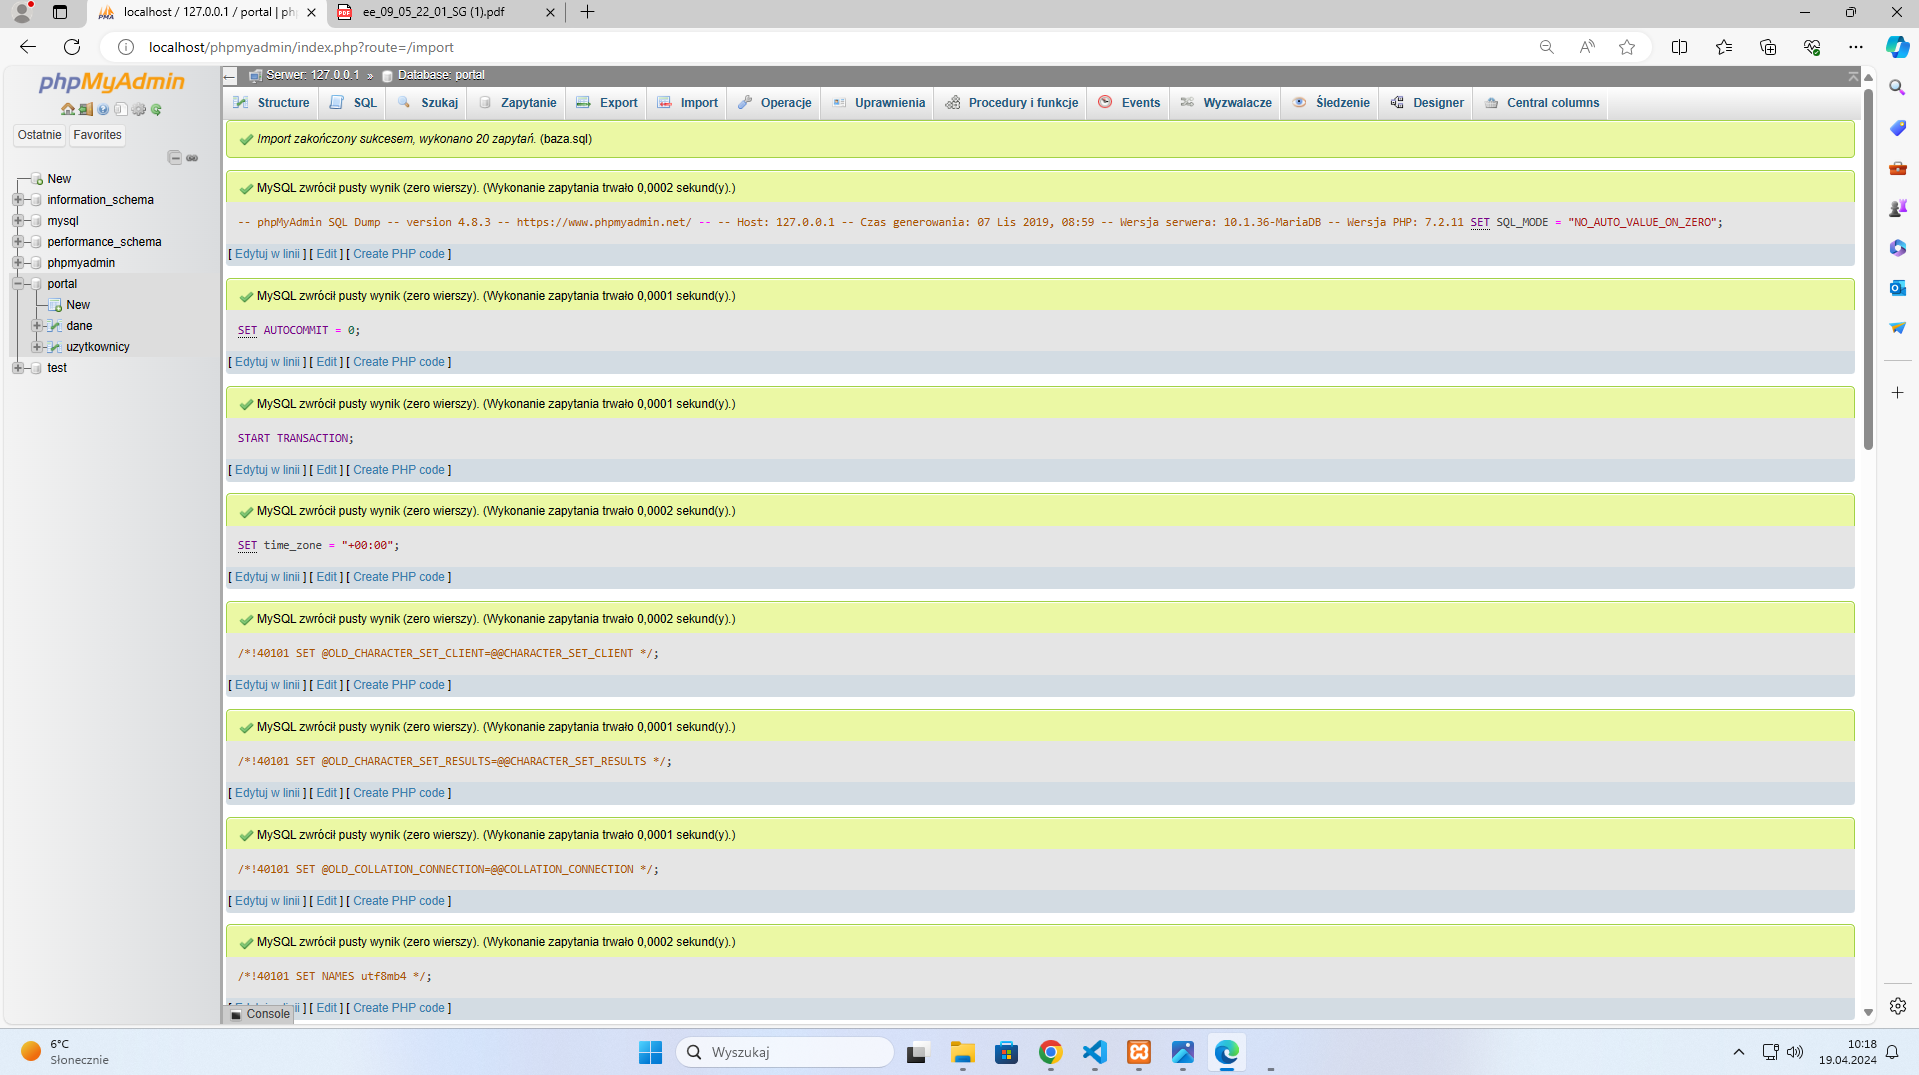 localhost / 127.0.0.1 / portal | ph
ee_09_05_22_01_SG (1).pdf
localhost/phpmyadmin/index.php?route=/import
phpMyAdmin
Ostatnie Favorites
New
information_schema
mysql
performance_schema
phpmyadmin
portal
New
dane
uzytkownicy
test
Serwer: 127.0.0.1 » Database: portal
Structure SQL Szukaj Zapytanie Export Import Operacje Uprawnienia Procedury i funkcje Events Wyzwalacze Śledzenie Designer Central columns
Import zakończony sukcesem, wykonano 20 zapytań. (baza.sql)
MySQL zwrócił pusty wynik (zero wierszy). (Wykonanie zapytania trwało 0,0002 sekund(y).)
-- phpMyAdmin SQL Dump -- version 4.8.3 -- https://www.phpmyadmin.net/ -- -- Host: 127.0.0.1 -- Czas generowania: 07 Lis 2019, 08:59 -- Wersja serwera: 10.1.36-MariaDB -- Wersja PHP: 7.2.11 SET SQL_MODE = "NO_AUTO_VALUE_ON_ZERO";
[ Edytuj w linii ] [ Edit ] [ Create PHP code ]
MySQL zwrócił pusty wynik (zero wierszy). (Wykonanie zapytania trwało 0,0001 sekund(y).)
SET AUTOCOMMIT = 0;
[ Edytuj w linii ] [ Edit ] [ Create PHP code ]
MySQL zwrócił pusty wynik (zero wierszy). (Wykonanie zapytania trwało 0,0001 sekund(y).)
START TRANSACTION;
[ Edytuj w linii ] [ Edit ] [ Create PHP code ]
MySQL zwrócił pusty wynik (zero wierszy). (Wykonanie zapytania trwało 0,0002 sekund(y).)
SET time_zone = "+00:00";
[ Edytuj w linii ] [ Edit ] [ Create PHP code ]
MySQL zwrócił pusty wynik (zero wierszy). (Wykonanie zapytania trwało 0,0002 sekund(y).)
/*!40101 SET @OLD_CHARACTER_SET_CLIENT=@@CHARACTER_SET_CLIENT */;
[ Edytuj w linii ] [ Edit ] [ Create PHP code ]
MySQL zwrócił pusty wynik (zero wierszy). (Wykonanie zapytania trwało 0,0001 sekund(y).)
/*!40101 SET @OLD_CHARACTER_SET_RESULTS=@@CHARACTER_SET_RESULTS */;
[ Edytuj w linii ] [ Edit ] [ Create PHP code ]
MySQL zwrócił pusty wynik (zero wierszy). (Wykonanie zapytania trwało 0,0001 sekund(y).)
/*!40101 SET @OLD_COLLATION_CONNECTION=@@COLLATION_CONNECTION */;
[ Edytuj w linii ] [ Edit ] [ Create PHP code ]
MySQL zwrócił pusty wynik (zero wierszy). (Wykonanie zapytania trwało 0,0002 sekund(y).)
/*!40101 SET NAMES utf8mb4 */;
[ Edit ] [ Create PHP code ]
Console
6°C
Słonecznie
Wyszukaj
10:18
19.04.2024